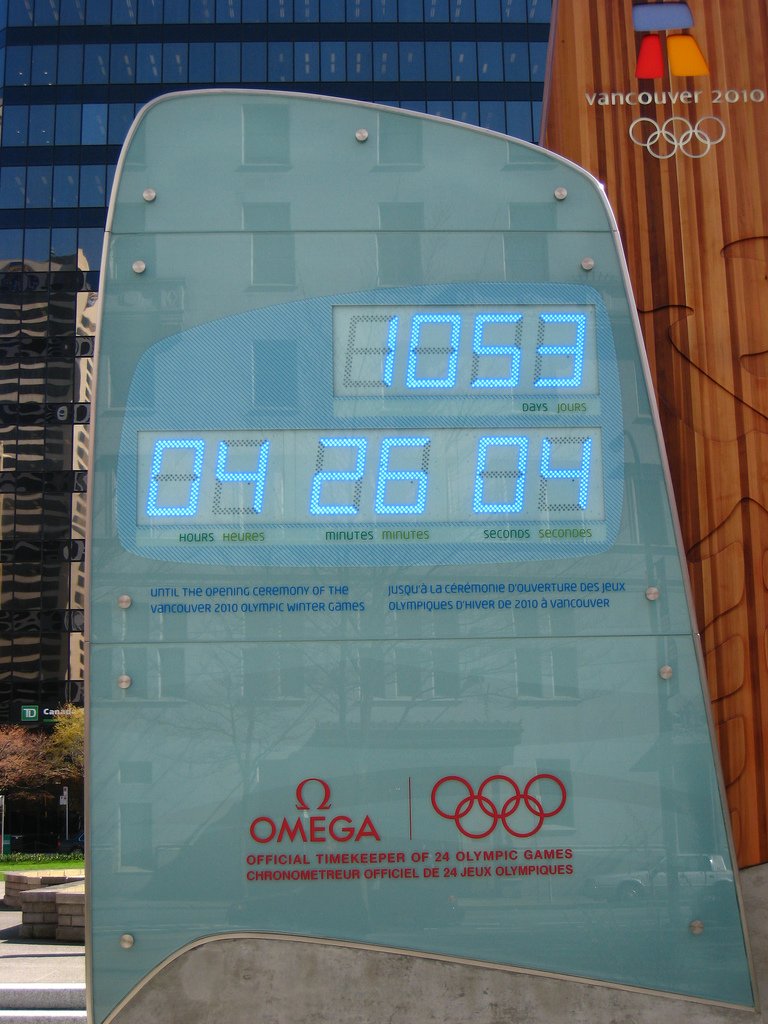 vancouver 2010
1053
DAYS JOURS
04 26 04
HOURS HEURES MINUTES MINUTES SECONDS SECONDES
UNTIL THE OPENING CEREMONY OF THE
VANCOUVER 2010 OLYMPIC WINTER GAMES
JUSQU'À LA CÉRÉMONIE D'OUVERTURE DES JEUX
OLYMPIQUES D'HIVER DE 2010 À VANCOUVER
TD Canada
Ω
OMEGA
OFFICIAL TIMEKEEPER OF 24 OLYMPIC GAMES
CHRONOMETREUR OFFICIEL DE 24 JEUX OLYMPIQUES